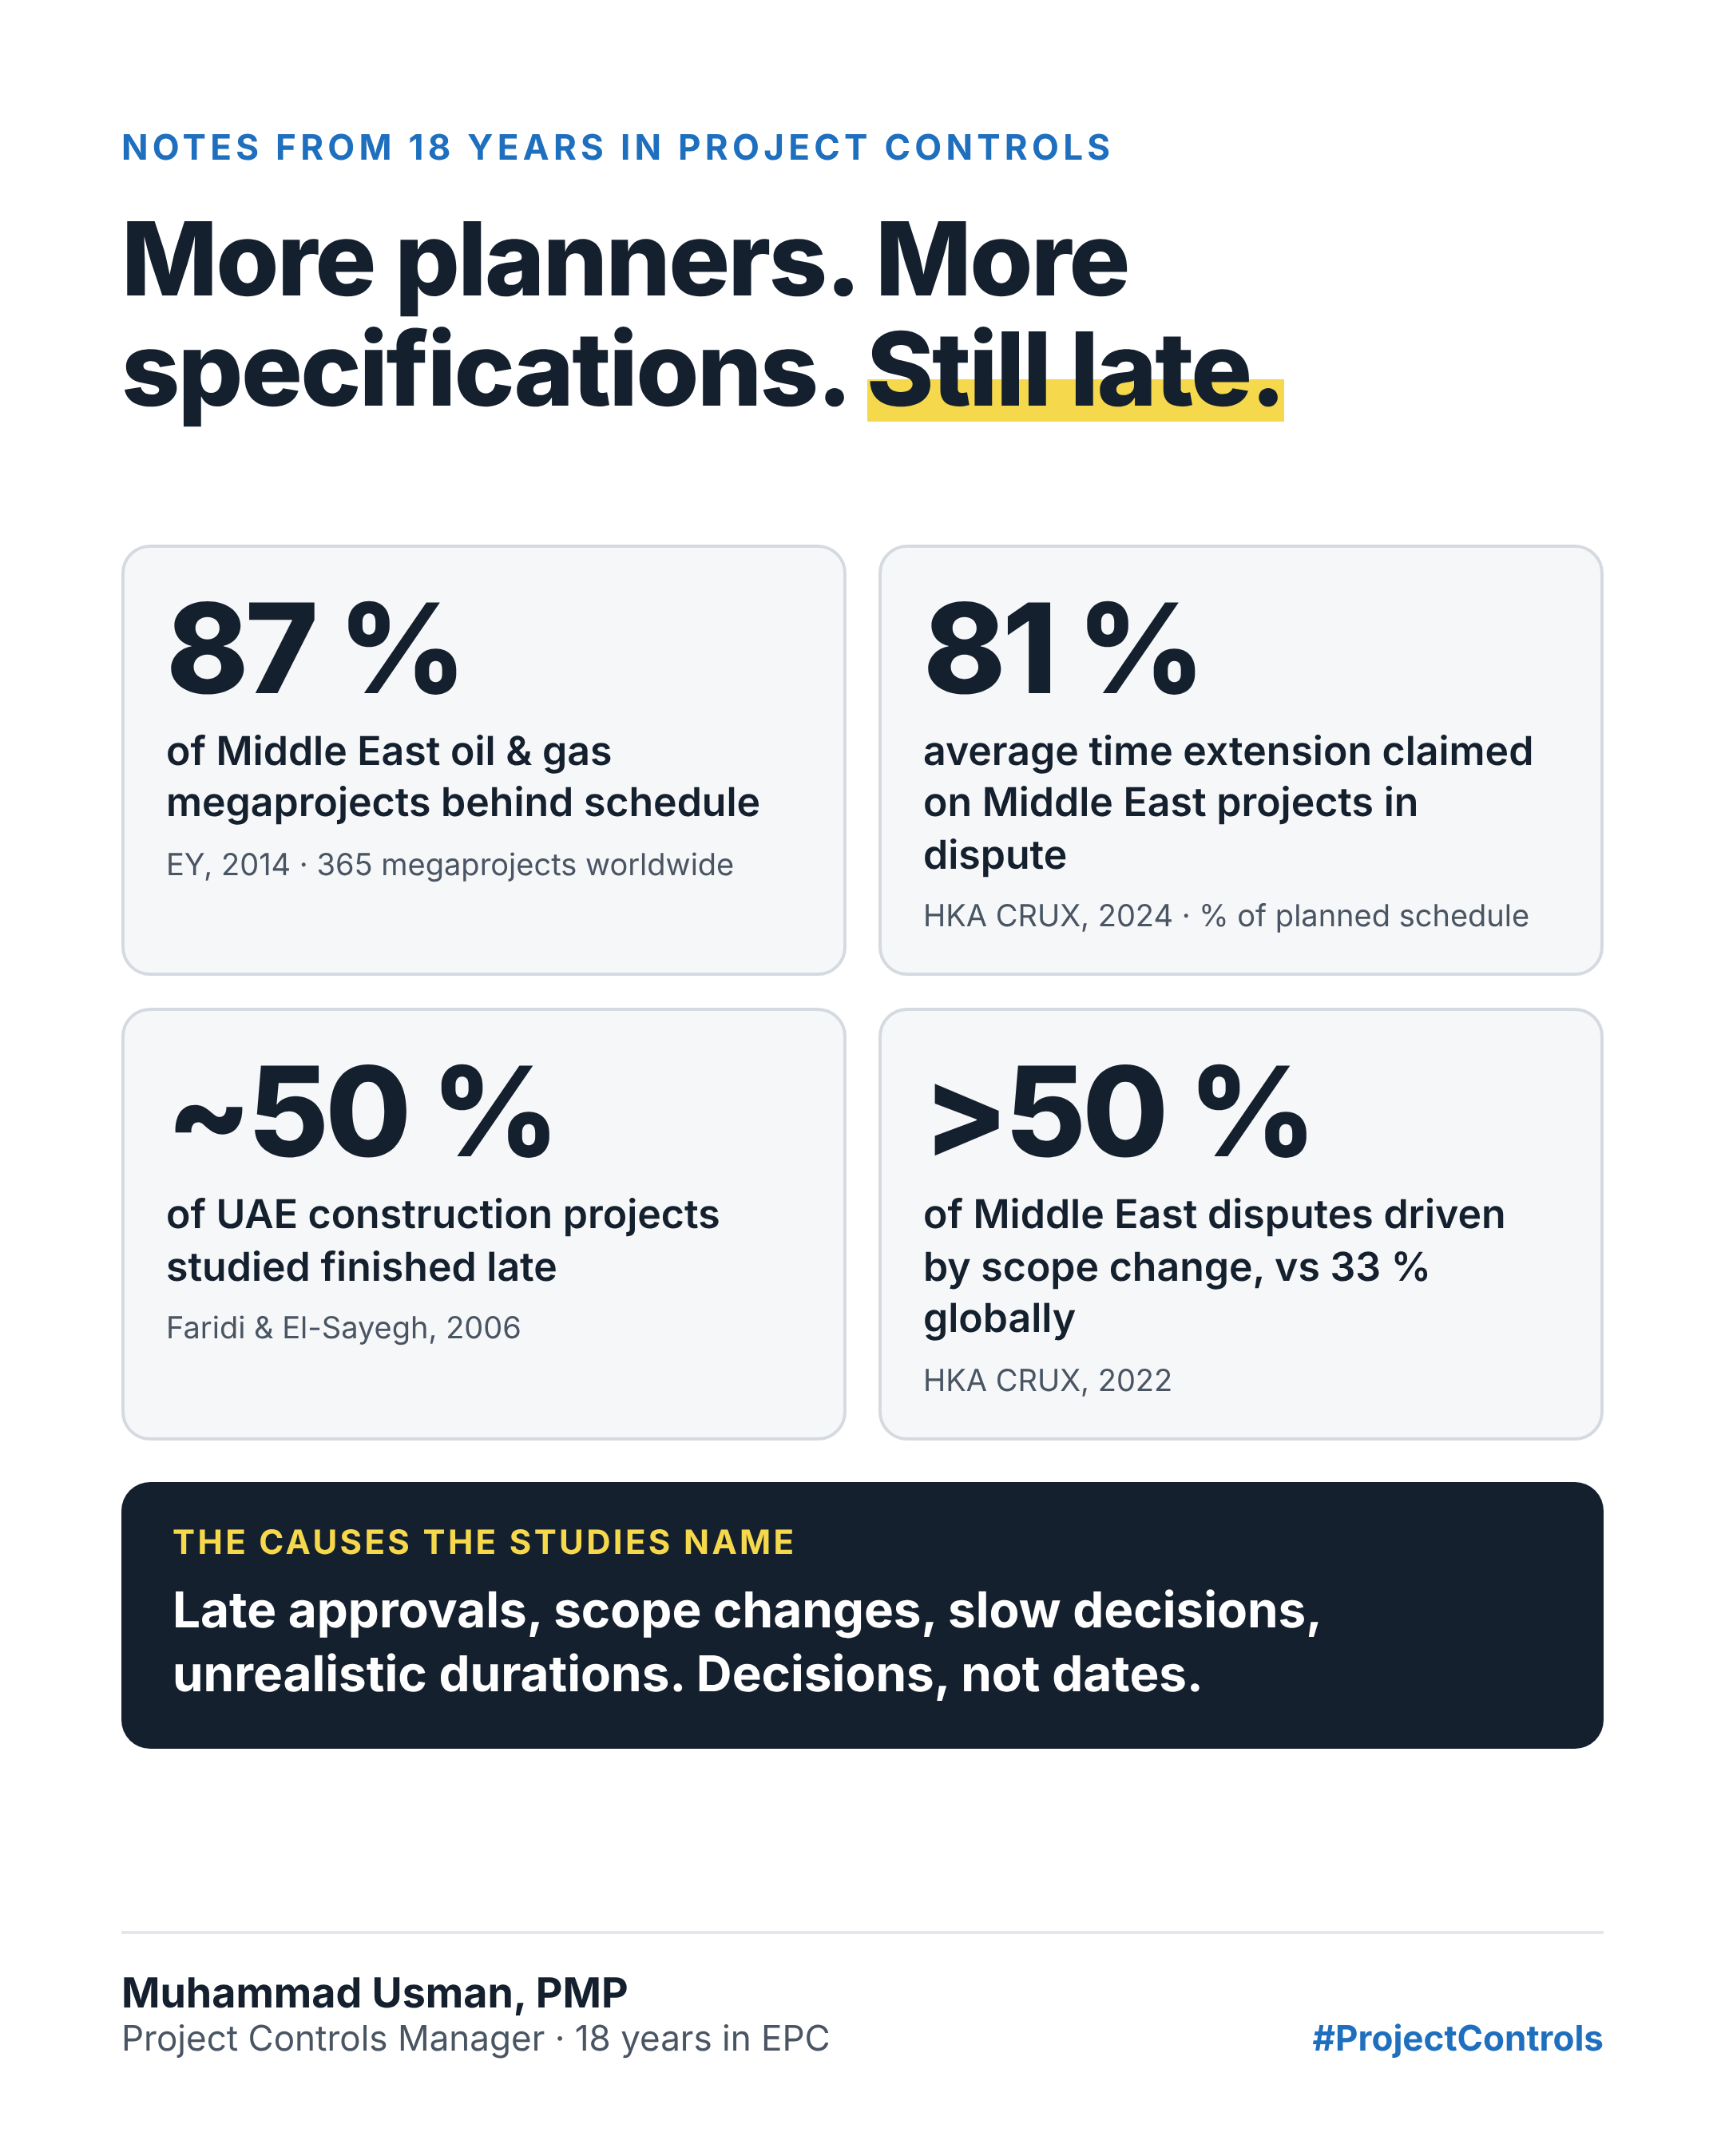 NOTES FROM 18 YEARS IN PROJECT CONTROLS
More planners. More
specifications. Still late.
87 %
of Middle East oil & gas
megaprojects behind schedule
EY, 2014 · 365 megaprojects worldwide
81 %
average time extension claimed
on Middle East projects in
dispute
HKA CRUX, 2024 · % of planned schedule
~50 %
of UAE construction projects
studied finished late
Faridi & El-Sayegh, 2006
>50 %
of Middle East disputes driven
by scope change, vs 33 %
globally
HKA CRUX, 2022
THE CAUSES THE STUDIES NAME
Late approvals, scope changes, slow decisions,
unrealistic durations. Decisions, not dates.
Muhammad Usman, PMP
Project Controls Manager · 18 years in EPC
#ProjectControls